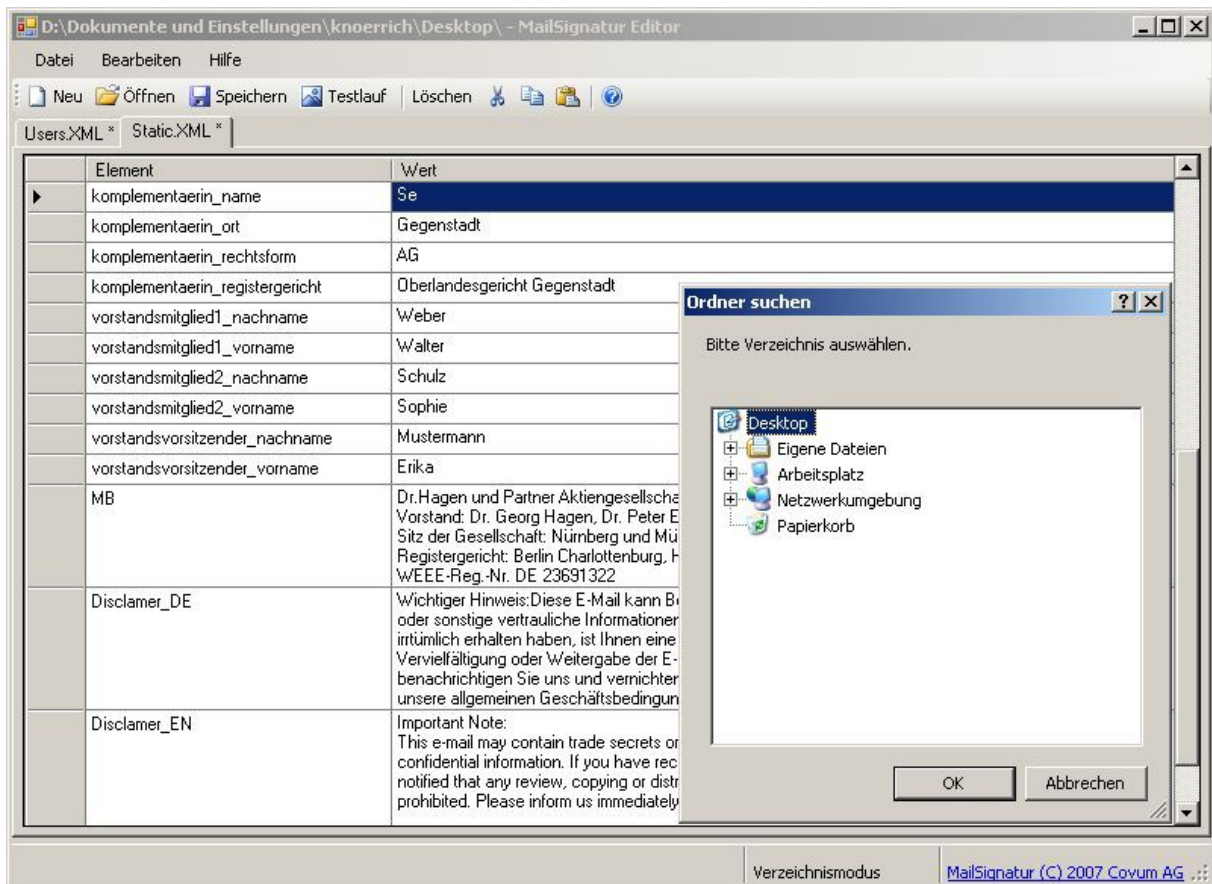 D:\Dokumente und Einstellungen\knoerrich\Desktop\ - MailSignatur Editor
Datei Bearbeiten Hilfe
Neu Öffnen Speichern Testlauf Löschen
Users.XML * Static.XML *
Element Wert
komplementaerin_name Se
komplementaerin_ort Gegenstadt
komplementaerin_rechtsform AG
komplementaerin_registergericht Oberlandesgericht Gegenstadt
vorstandsmitglied1_nachname Weber
vorstandsmitglied1_vorname Walter
vorstandsmitglied2_nachname Schulz
vorstandsmitglied2_vorname Sophie
vorstandsvorsitzender_nachname Mustermann
vorstandsvorsitzender_vorname Erika
MB Dr.Hagen und Partner Aktiengesellscha
Vorstand: Dr. Georg Hagen, Dr. Peter E
Sitz der Gesellschaft: Nürnberg und Mü
Registergericht: Berlin Charlottenburg, H
WEEE-Reg.-Nr. DE 23691322
Disclamer_DE Wichtiger Hinweis:Diese E-Mail kann Be
oder sonstige vertrauliche Informationen
irtümlich erhalten haben, ist Ihnen eine
Vervielfältigung oder Weitergabe der E-
benachrichtigen Sie uns und vernichten
unsere allgemeinen Geschäftsbedingun
Disclamer_EN Important Note:
This e-mail may contain trade secrets or
confidential information. If you have rec
notified that any review, copying or distr
prohibited. Please inform us immediately
Ordner suchen
Bitte Verzeichnis auswählen.
Desktop
Eigene Dateien
Arbeitsplatz
Netzwerkumgebung
Papierkorb
OK Abbrechen
Verzeichnismodus MailSignatur (C) 2007 Covum AG